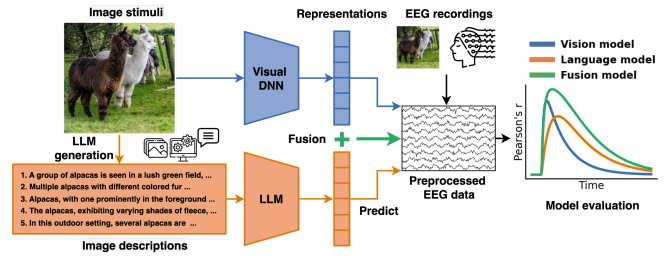 Image stimuli
Representations
EEG recordings
Visual
DNN
Vision model
Language model
Fusion model
LLM
generation
Fusion
Pearson's r
Time
Preprocessed
EEG data
Model evaluation
1. A group of alpacas is seen in a lush green field, ...
2. Multiple alpacas with different colored fur ...
3. Alpacas, with one prominently in the foreground ...
4. The alpacas, exhibiting varying shades of fleece, ...
5. In this outdoor setting, several alpacas are ...
LLM
Predict
Image descriptions